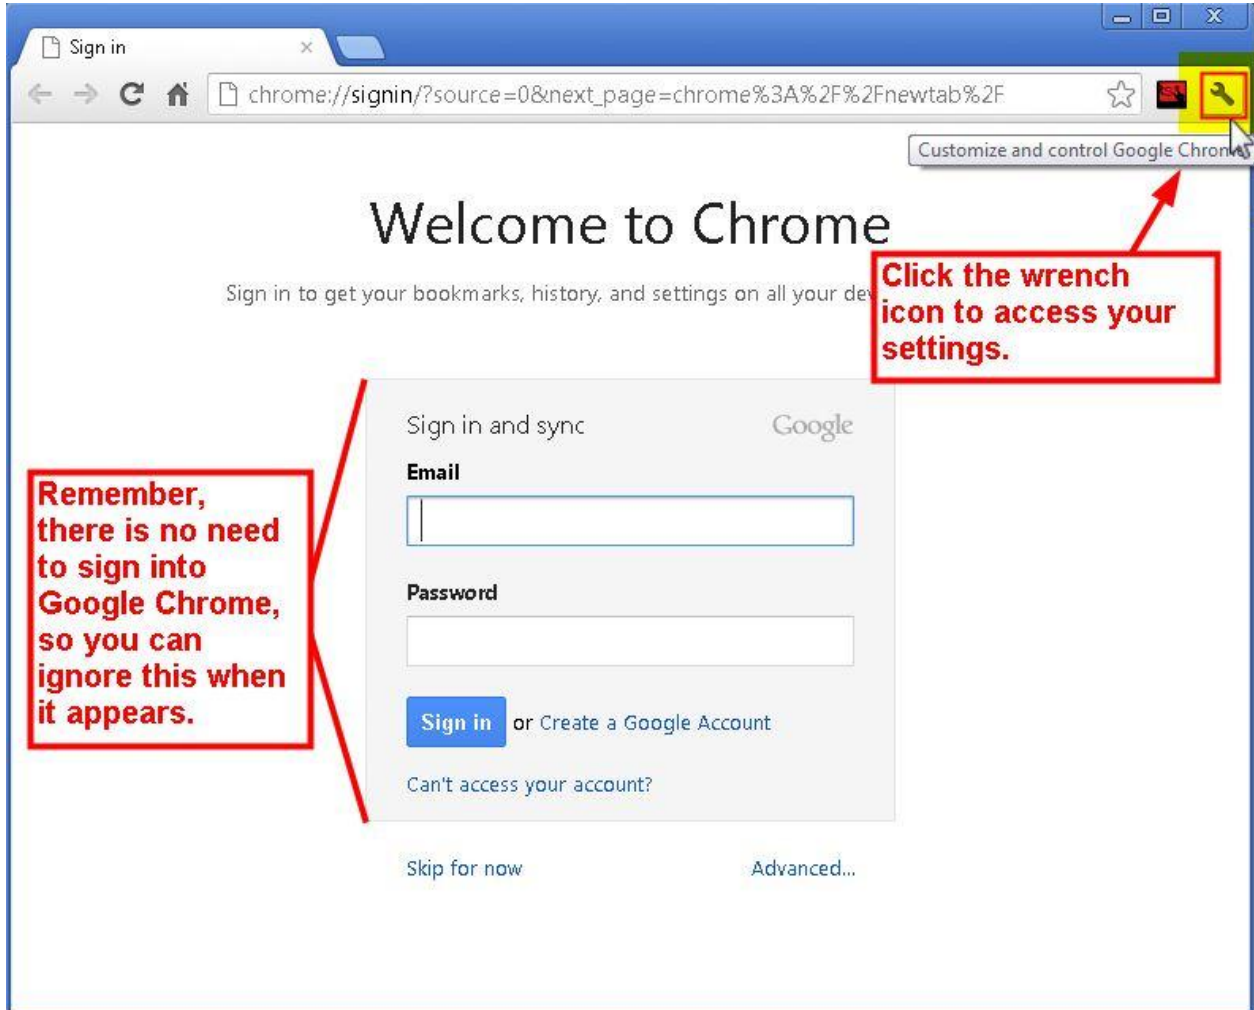 Sign in
chrome://signin/?source=0&next_page=chrome%3A%2F%2Fnewtab%2F
Customize and control Google Chrome
Welcome to Chrome
Sign in to get your bookmarks, history, and settings on all your
Click the wrench
icon to access your
settings.
Sign in and sync
Google
Email
Remember,
there is no need
to sign into
Google Chrome,
so you can
ignore this when
it appears.
Password
Sign in or Create a Google Account
Can't access your account?
Skip for now
Advanced...